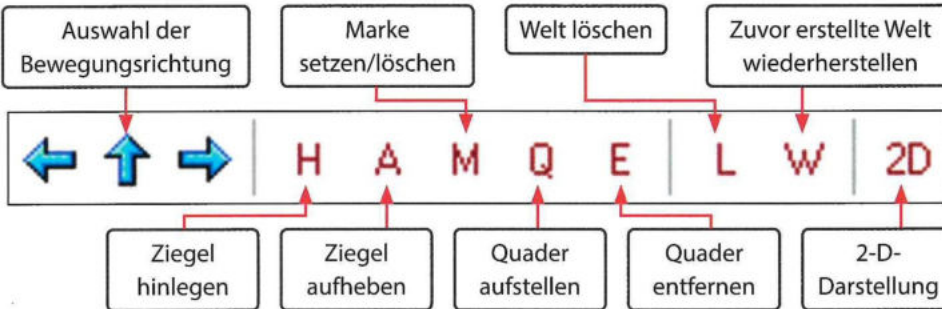 Auswahl der
Bewegungsrichtung
Marke
setzen/löschen
Welt löschen
Zuvor erstellte Welt
wiederherstellen
H A M Q E L W 2D
Ziegel
hinlegen
Ziegel
aufheben
Quader
aufstellen
Quader
entfernen
2-D-
Darstellung